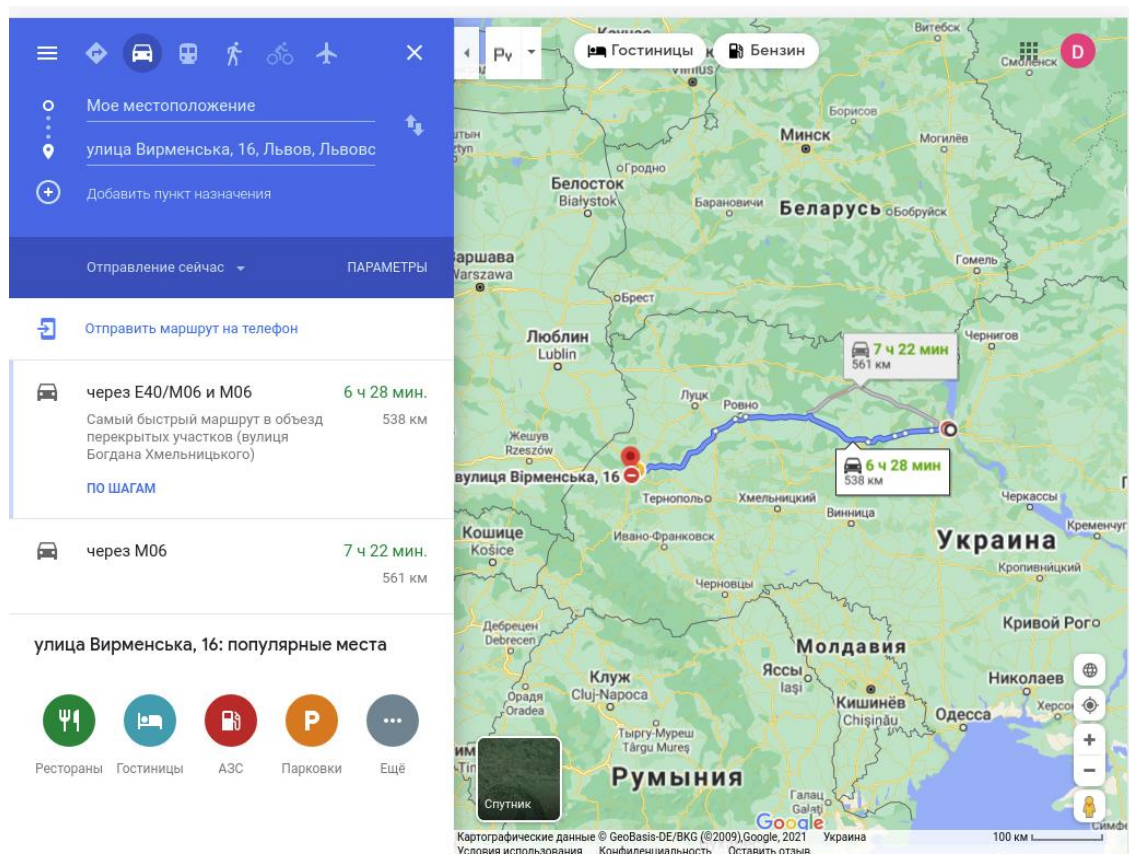 Мое местоположение
улица Вирменська, 16, Львов, Львовс
Добавить пункт назначения
Отправление сейчас
ПАРАМЕТРЫ
Отправить маршрут на телефон
через E40/M06 и M06 6 ч 28 мин.
Самый быстрый маршрут в объезд 538 км
перекрытых участков (вулиця
Богдана Хмельницького)
ПО ШАГАМ
через M06 7 ч 22 мин.
561 км
улица Вирменська, 16: популярные места
P
Рестораны Гостиницы АЗС Парковки Ещё
Гостиницы
Бензин
D
Каунас
Vilnius
Витебск
Смоленск
Борисов
Минск
Могилёв
Гродно
Белосток
Białystok
Барановичи
Беларусь
Бобруйск
Варшава
Warszawa
Гомель
Брест
Люблин
Lublin
Чернигов
7 ч 22 мин
561 км
Луцк
Ровно
Жешув
Rzeszów
вулиця Вірменська, 16
6 ч 28 мин
538 км
Тернополь
Хмельницкий
Винница
Черкассы
Кременчуг
Кошице
Košice
Ивано-Франковск
Украина
Кропивницкий
Черновцы
Дебрецен
Debrecen
Молдавия
Кривой Рог
Клуж
Cluj-Napoca
Яссы
Iași
Николаев
Орадя
Oradea
Кишинёв
Chișinău
Одесса
Херсо
Тыргу-Муреш
Târgu Mureș
Румыния
Спутник
Галац
Galați
Google
Картографические данные © GeoBasis-DE/BKG (©2009),Google, 2021 Украина 100 км
Условия использования Конфиденциальность Оставить отзыв